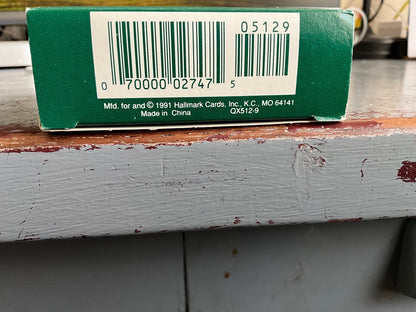 05129
0 70000 02747 5
Mfd. for and © 1991 Hallmark Cards, Inc., K.C., MO 64141
Made in China QX512-9